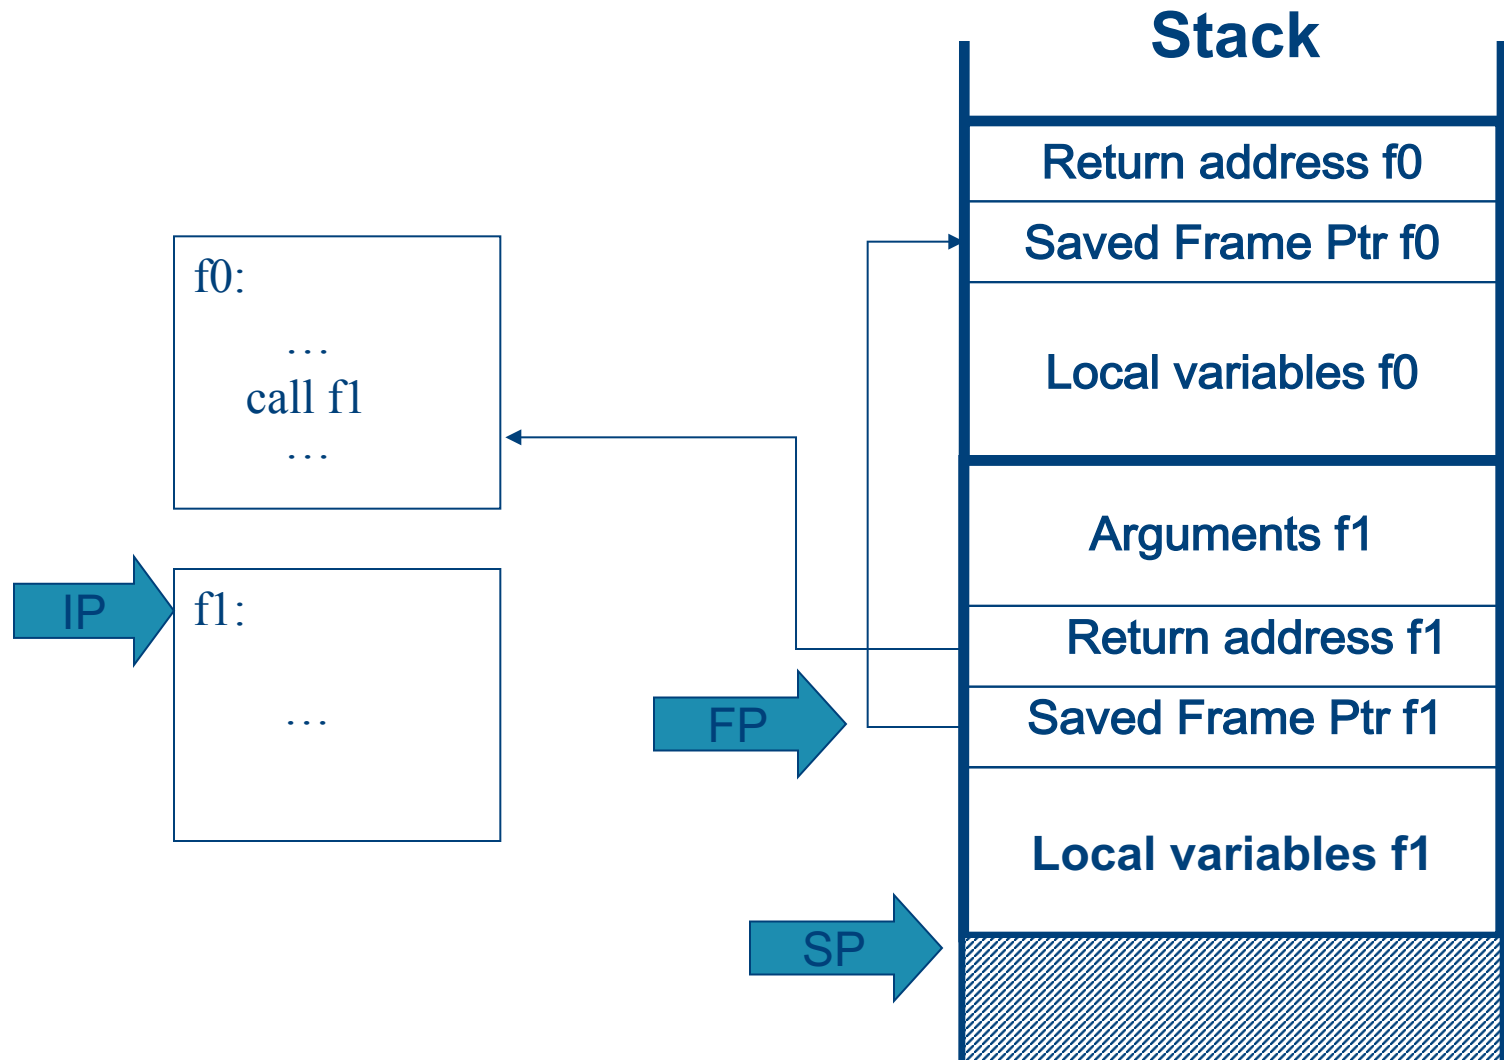 Stack
Return address f0
Saved Frame Ptr f0
Local variables f0
Arguments f1
Return address f1
Saved Frame Ptr f1
Local variables f1
f0:
...
call f1
...
IP
f1:
...
FP
SP